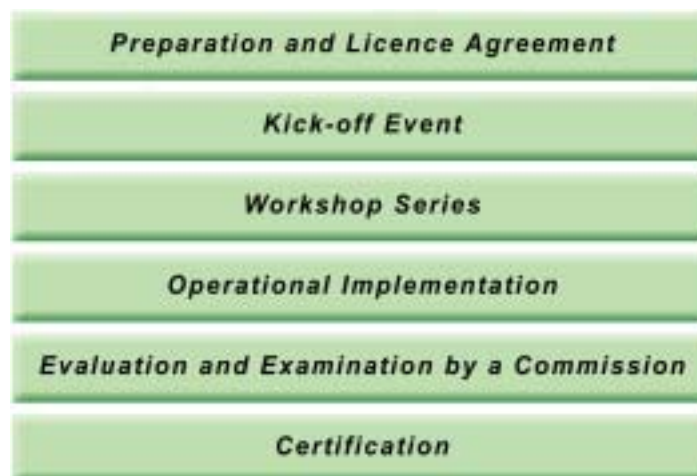 Preparation and Licence Agreement
Kick-off Event
Workshop Series
Operational Implementation
Evaluation and Examination by a Commission
Certification